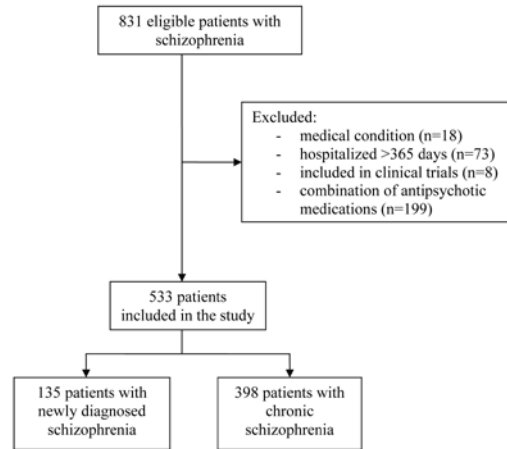 831 eligible patients with
schizophrenia
Excluded:
- medical condition (n=18)
- hospitalized >365 days (n=73)
- included in clinical trials (n=8)
- combination of antipsychotic
medications (n=199)
533 patients
included in the study
135 patients with
newly diagnosed
schizophrenia
398 patients with
chronic
schizophrenia